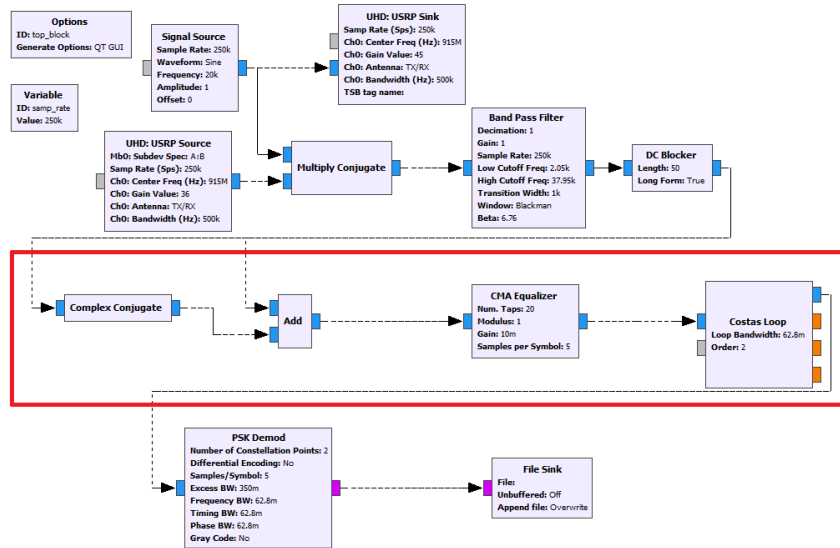 Options
ID: top_block
Generate Options: QT GUI
Variable
ID: samp_rate
Value: 250k
Signal Source
Sample Rate: 250k
Waveform: Sine
Frequency: 20k
Amplitude: 1
Offset: 0
UHD: USRP Sink
Samp Rate (Sps): 250k
Ch0: Center Freq (Hz): 915M
Ch0: Gain Value: 45
Ch0: Antenna: TX/RX
Ch0: Bandwidth (Hz): 500k
TSB tag name:
UHD: USRP Source
Mb0: Subdev Spec: A:B
Samp Rate (Sps): 250k
Ch0: Center Freq (Hz): 915M
Ch0: Gain Value: 36
Ch0: Antenna: TX/RX
Ch0: Bandwidth (Hz): 500k
Multiply Conjugate
Band Pass Filter
Decimation: 1
Gain: 1
Sample Rate: 250k
Low Cutoff Freq: 2.05k
High Cutoff Freq: 37.95k
Transition Width: 1k
Window: Blackman
Beta: 6.76
DC Blocker
Length: 50
Long Form: True
Complex Conjugate
Add
CMA Equalizer
Num. Taps: 20
Modulus: 1
Gain: 10m
Samples per Symbol: 5
Costas Loop
Loop Bandwidth: 62.8m
Order: 2
PSK Demod
Number of Constellation Points: 2
Differential Encoding: No
Samples/Symbol: 5
Excess BW: 350m
Frequency BW: 62.8m
Timing BW: 62.8m
Phase BW: 62.8m
Gray Code: No
File Sink
File:
Unbuffered: Off
Append file: Overwrite